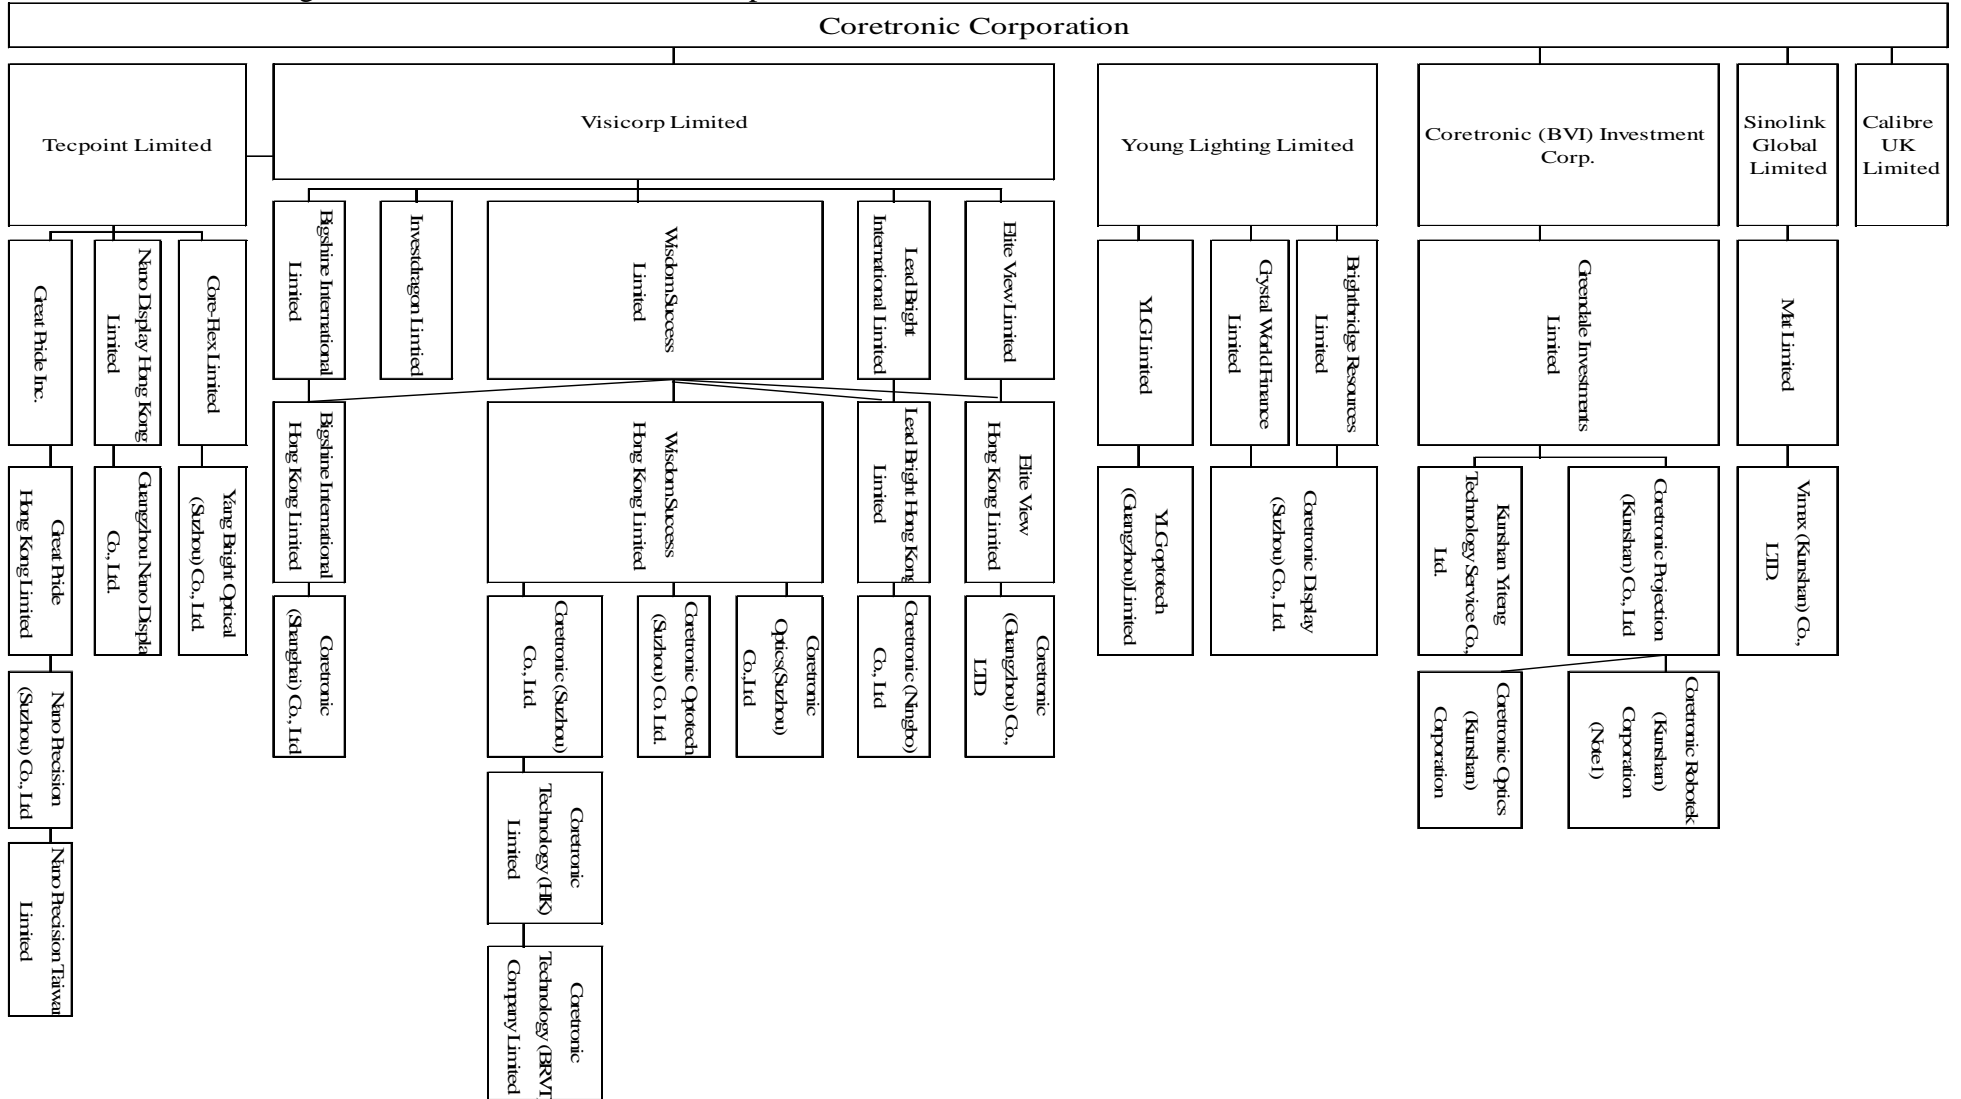 Coretronic Corporation
Tecpoint Limited
Visicorp Limited
Young Lighting Limited
Coretronic (BVI) Investment
Corp.
Sinolink
Global
Limited
Calibre
UK
Limited
Bigshine International
Limited
Investdragon Limtied
Wisdom Success
Limited
Lead Bright
International Limited
Elite View Limited
Great Pride Inc.
Nano Display Hong Kong
Limited
Core-Flex Limited
YLG Limited
Crystal World Finance
Limited
Brightbridge Resources
Limited
Greendale Investments
Limited
Mat Limited
Bigshine International
Hong Kong Limited
Wisdom Success
Hong Kong Limited
Lead Bright Hong Kong
Limited
Elite View
Hong Kong Limited
Great Pride
Hong Kong Limited
Guangzhou Nano Displa
Co., Ltd.
Yang Bright Optical
(Suzhou) Co., Ltd.
YLG optotech
(Guangzhou)Limited
Coretronic Display
(Suzhou) Co., Ltd.
Kunshan Yiteng
Technology Service Co.,
Ltd.
Coretronic Projection
(Kunshan) Co., Ltd
Vimax (Kunshan) Co.,
LTD.
Coretronic
(Shanghai) Co., Ltd
Coretronic (Suzhou)
Co., Ltd.
Coretronic Optotech
(Suzhou) Co, Ltd.
Coretronic
Optics(Suzhou)
Co.,Ltd
Coretronic (Ningbo)
Co., Ltd
Coretronic
(Guangzhou) Co.,
LTD.
Nano Precision
(Suzhou) Co., Ltd
Coretronic Optics
(Kunshan)
Corporation
Coretronic Robotek
(Kunshan)
Corporation
(Note1)
Coretronic
Technology (HK)
Limited
Nano Precision Taiwan
Limited
Coretronic
Technology (BRVT
Company Limited